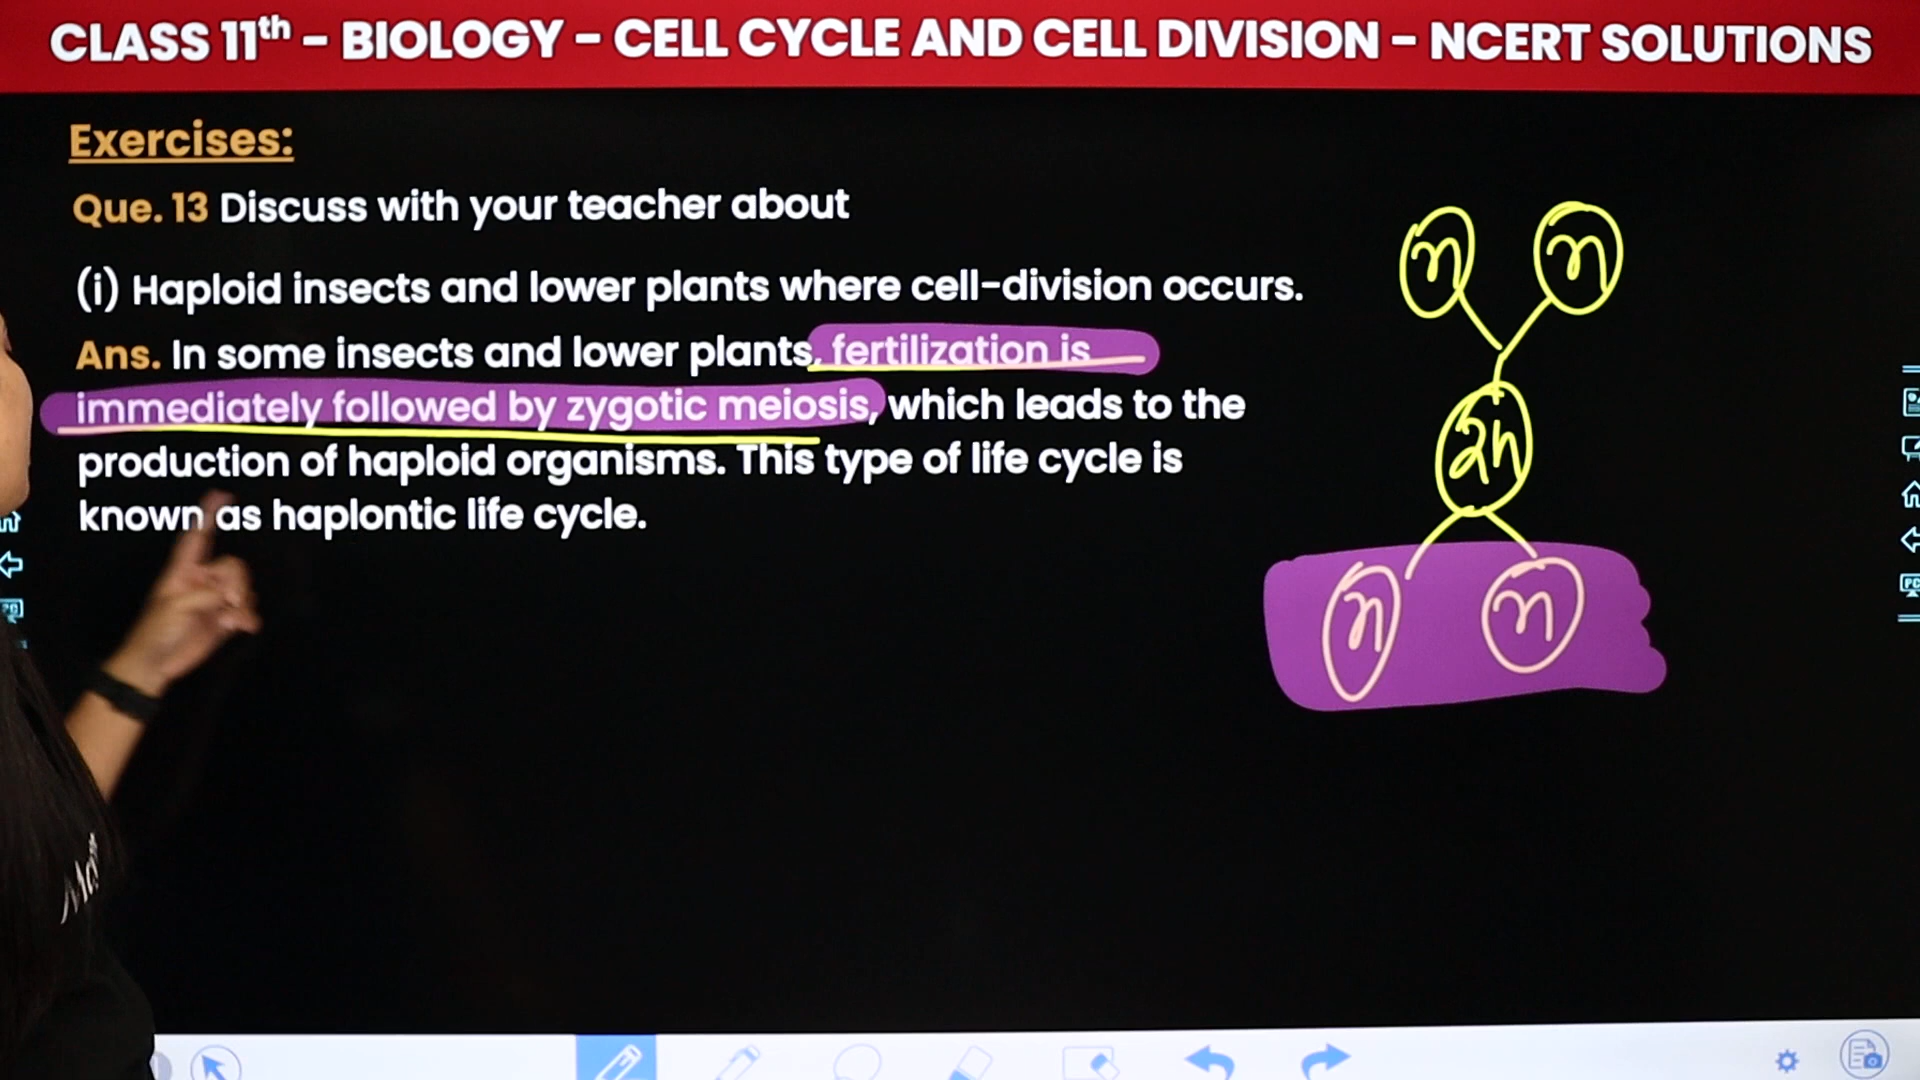 CLASS 11th - BIOLOGY - CELL CYCLE AND CELL DIVISION - NCERT SOLUTIONS
Exercises:
Que. 13 Discuss with your teacher about
(i) Haploid insects and lower plants where cell-division occurs.
Ans. In some insects and lower plants, fertilization is
immediately followed by zygotic meiosis, which leads to the
production of haploid organisms. This type of life cycle is
known as haplontic life cycle.
n n
2n
n n